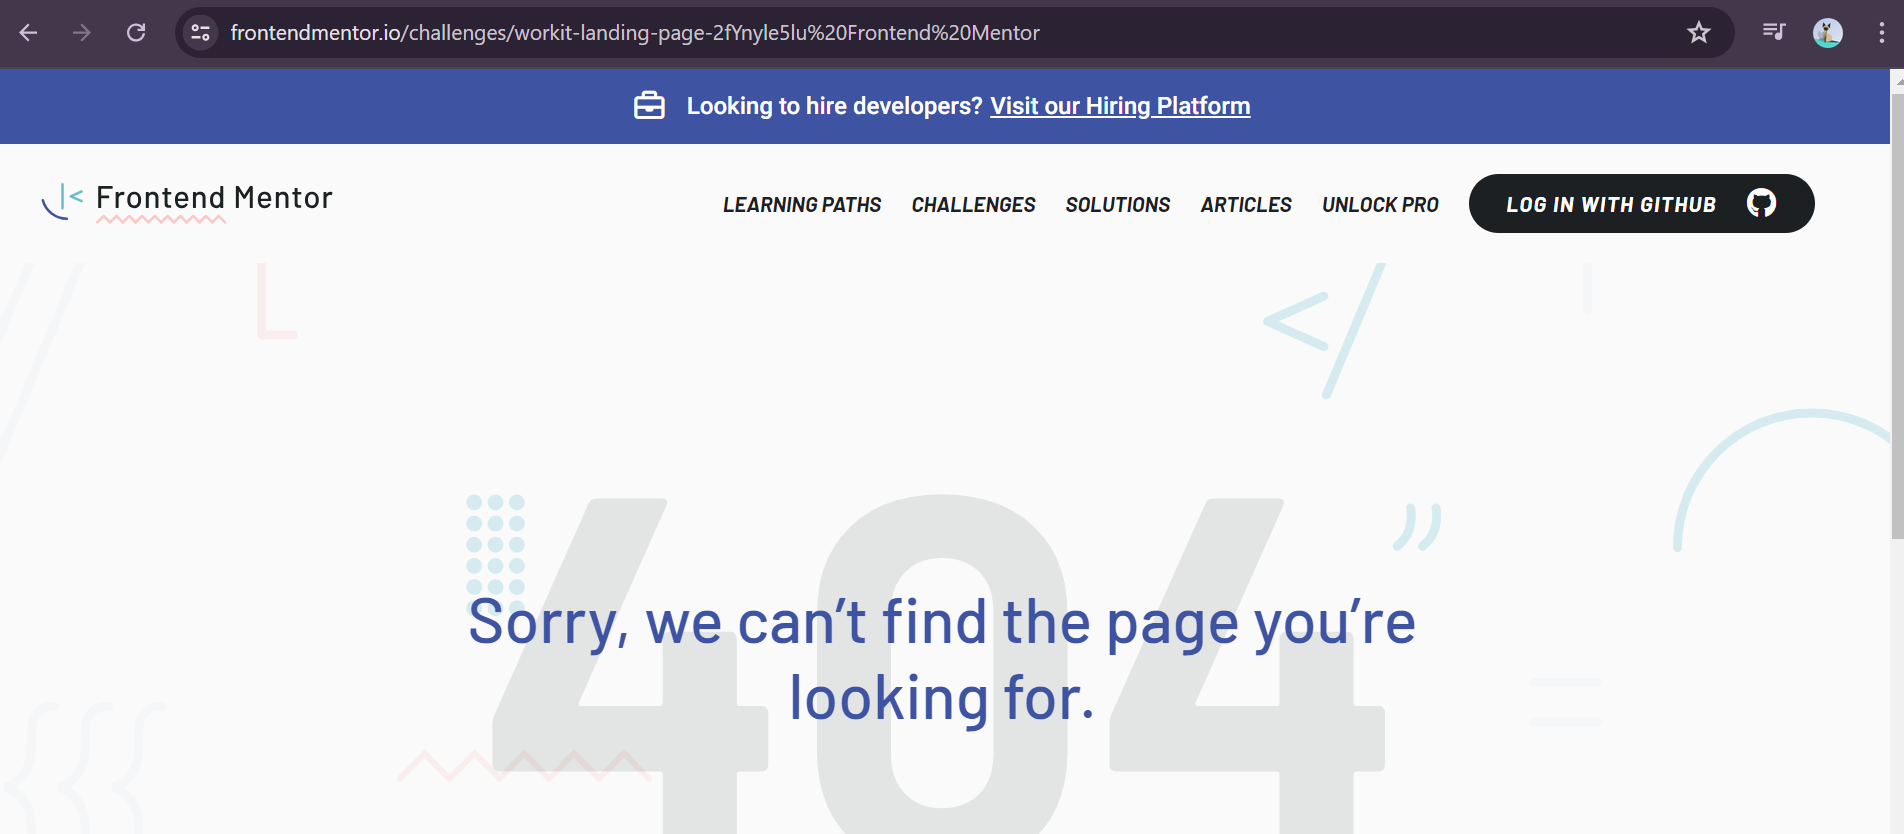 frontendmentor.io/challenges/workit-landing-page-2fYnyle5lu%20Frontend%20Mentor
Looking to hire developers? Visit our Hiring Platform
Frontend Mentor
LEARNING PATHS CHALLENGES SOLUTIONS ARTICLES UNLOCK PRO LOG IN WITH GITHUB
404
Sorry, we can’t find the page you’re
looking for.